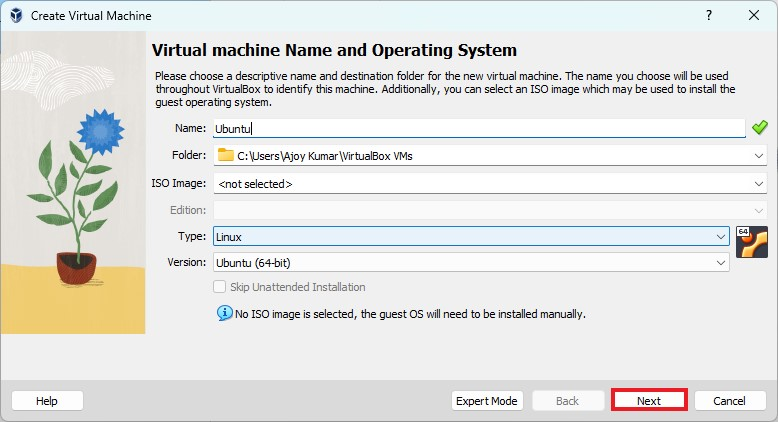 Create Virtual Machine
?
Virtual machine Name and Operating System
Please choose a descriptive name and destination folder for the new virtual machine. The name you choose will be used
throughout VirtualBox to identify this machine. Additionally, you can select an ISO image which may be used to install the
guest operating system.
Name: Ubuntu
Folder: C:\Users\Ajoy Kumar\VirtualBox VMs
ISO Image: <not selected>
Edition:
Type: Linux
64
Version: Ubuntu (64-bit)
Skip Unattended Installation
No ISO image is selected, the guest OS will need to be installed manually.
Help Expert Mode Back Next Cancel